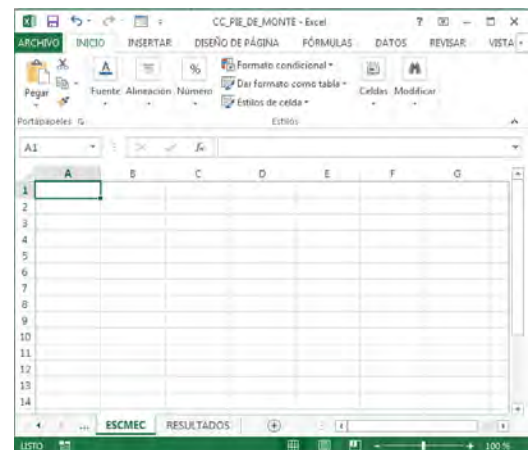 CC_PIE_DE_MONTE - Excel
ARCHIVO INICIO INSERTAR DISEÑO DE PÁGINA FÓRMULAS DATOS REVISAR VISTA
Pegar Fuente Alineación Número Formato condicional Celdas Modificar
Dar formato como tabla
Estilos de celda
Portapapeles Estilos
A1 fx
A B C D E F G
1
2
3
4
5
6
7
8
9
10
11
12
13
14
... ESCMEC RESULTADOS
LISTO 100 %